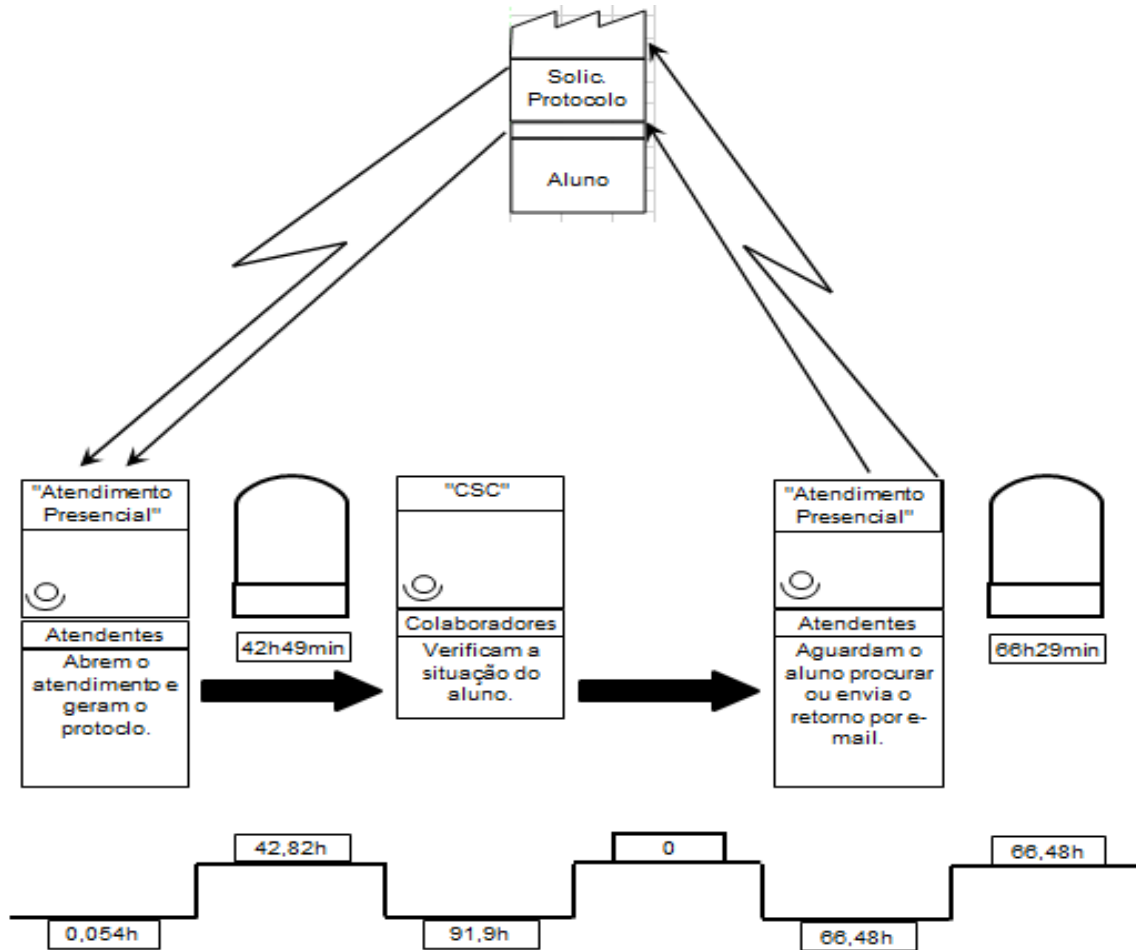 Solic.
Protocolo
Aluno
"Atendimento
Presencial"
Atendentes
Abrem o
atendimento e
geram o
protoclo.
42h49min
"CSC"
Colaboradores
Verificam a
situação do
aluno.
"Atendimento
Presencial"
Atendentes
Aguardam o
aluno procurar
ou envia o
retorno por e-
mail.
66h29min
0,054h
42,82h
91,9h
0
66,48h
66,48h